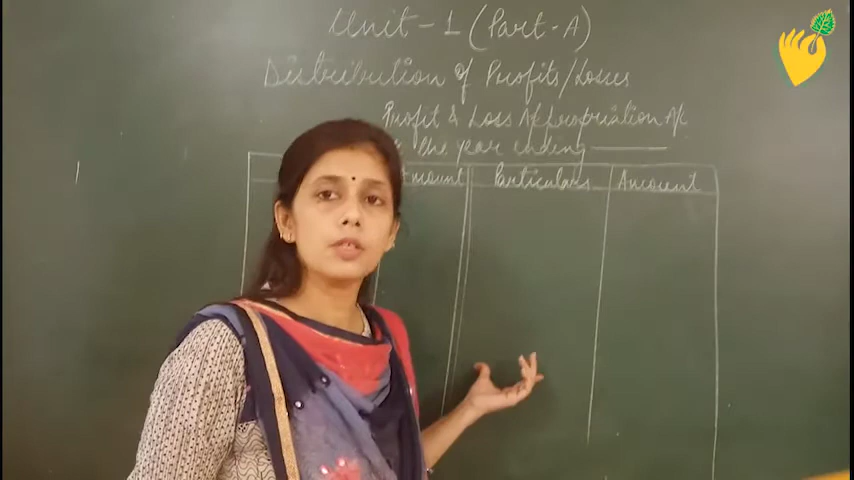 Unit - 1 (Part - A)
Distribution of Profits/Losses
Profit & Loss Appropriation A/c
the year ending
Amount Particulars Amount